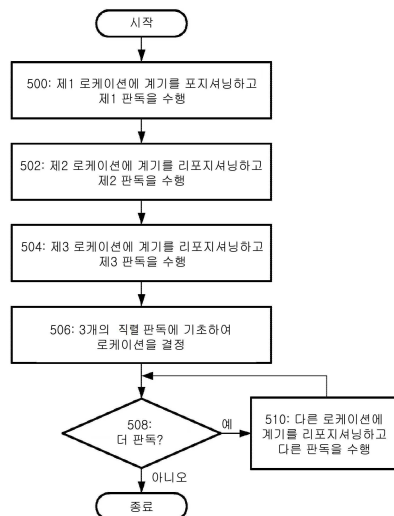 시작
500: 제1 로케이션에 계기를 포지셔닝하고
제1 판독을 수행
502: 제2 로케이션에 계기를 리포지셔닝하고
제2 판독을 수행
504: 제3 로케이션에 계기를 리포지셔닝하고
제3 판독을 수행
506: 3개의 직렬 판독에 기초하여
로케이션을 결정
508:
더 판독?
예
510: 다른 로케이션에
계기를 리포지셔닝하고
다른 판독을 수행
아니오
종료